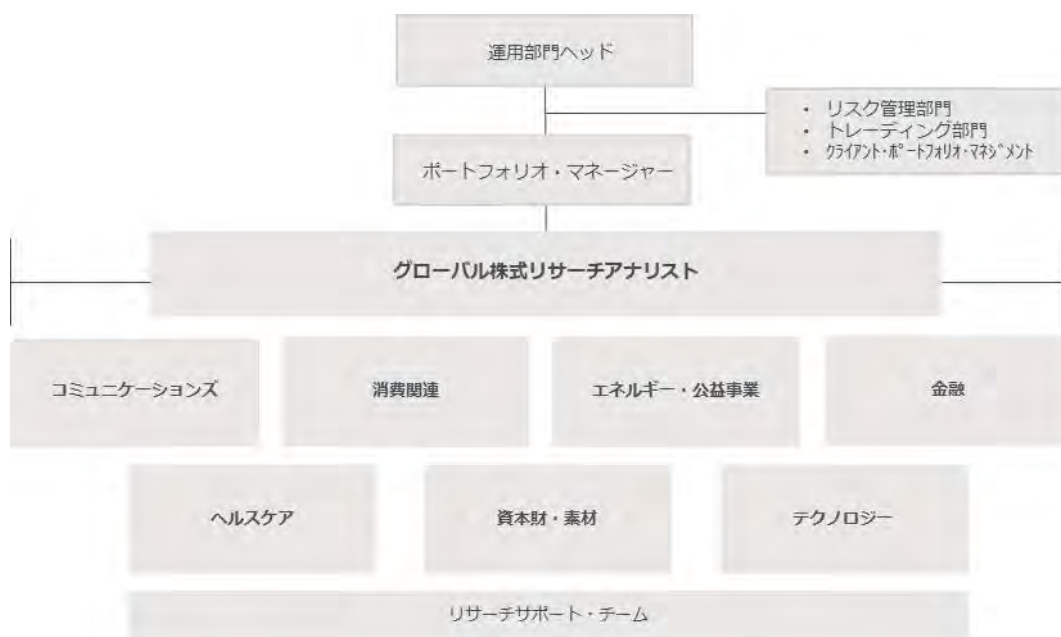 運用部門ヘッド
・ リスク管理部門
・ トレーディング部門
・ ｸﾗｲｱﾝﾄ・ﾎﾟｰﾄﾌｫﾘｵ・ﾏﾈｼﾞﾒﾝﾄ
ポートフォリオ・マネージャー
グローバル株式リサーチアナリスト
コミュニケーションズ
消費関連
エネルギー・公益事業
金融
ヘルスケア
資本財・素材
テクノロジー
リサーチサポート・チーム